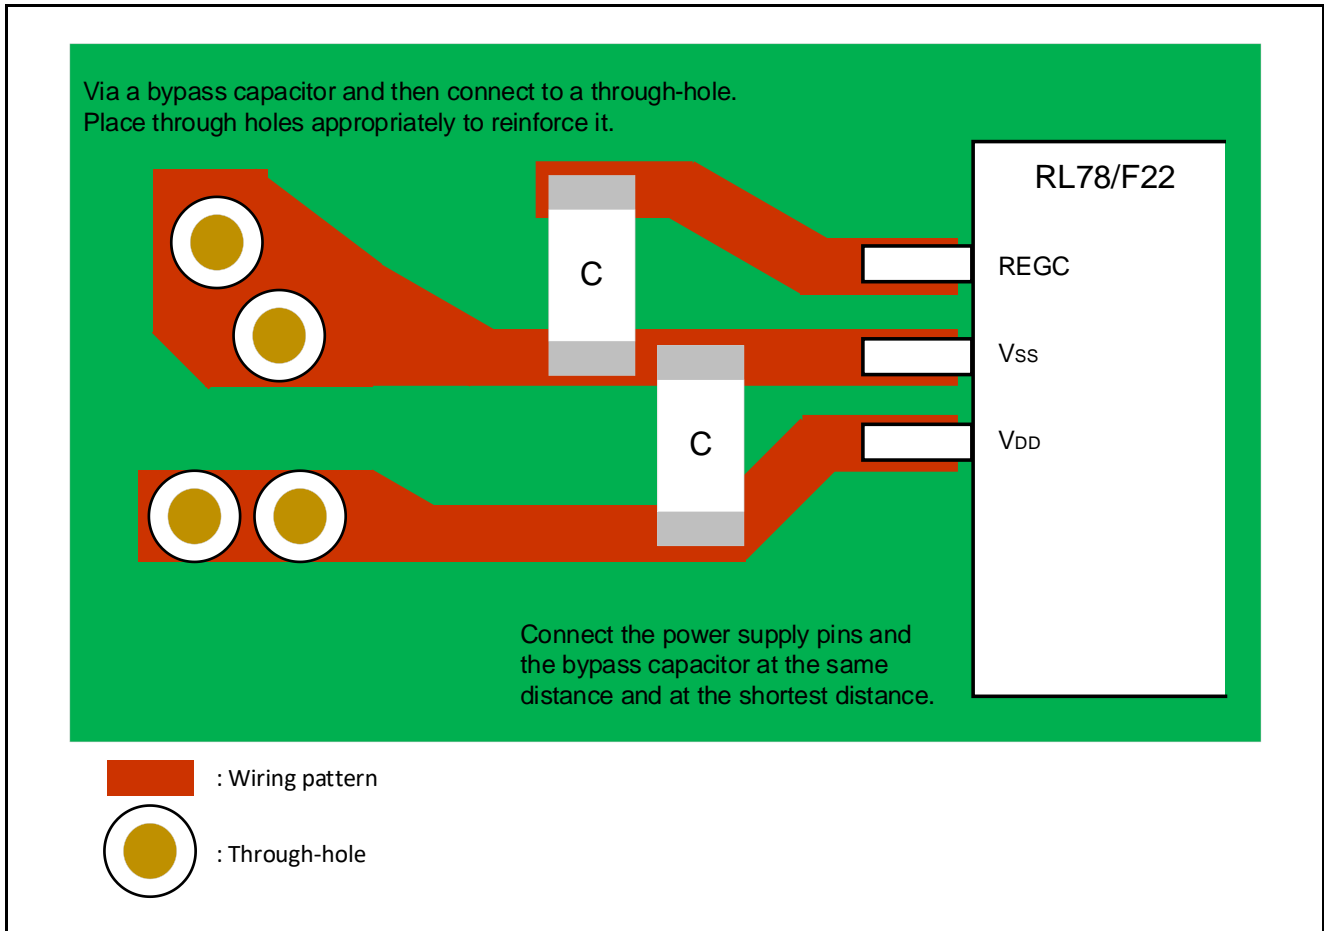 Via a bypass capacitor and then connect to a through-hole.
Place through holes appropriately to reinforce it.
RL78/F22
REGC
C
VSS
VDD
C
Connect the power supply pins and
the bypass capacitor at the same
distance and at the shortest distance.
: Wiring pattern
: Through-hole